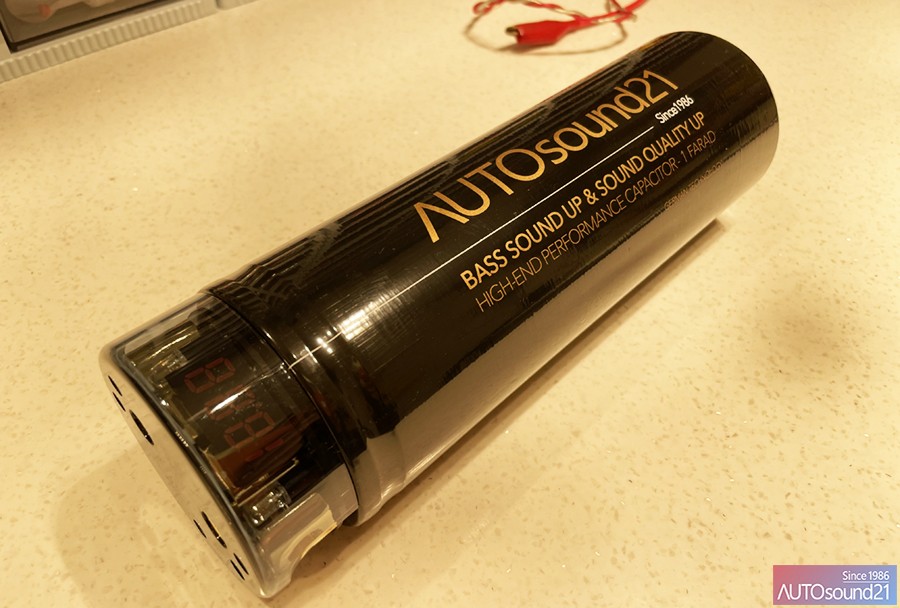 AUTOsound21
Since1986
BASS SOUND UP & SOUND QUALITY UP
HIGH-END PERFORMANCE CAPACITOR - 1 FARAD
Since 1986
AUTOsound21